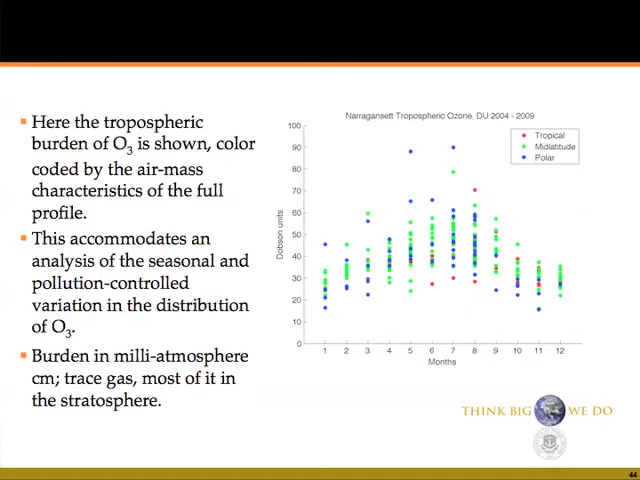 Here the tropospheric
burden of O3 is shown, color
coded by the air-mass
characteristics of the full
profile.
This accommodates an
analysis of the seasonal and
pollution-controlled
variation in the distribution
of O3.
Burden in milli-atmosphere
cm; trace gas, most of it in
the stratosphere.
Narragansett Tropospheric Ozone, DU 2004 - 2009
Tropical
Midlatitude
Polar
Dobson units
100
90
80
70
60
50
40
30
20
10
0
1 2 3 4 5 6 7 8 9 10 11 12
Months
THINK BIG WE DO
44